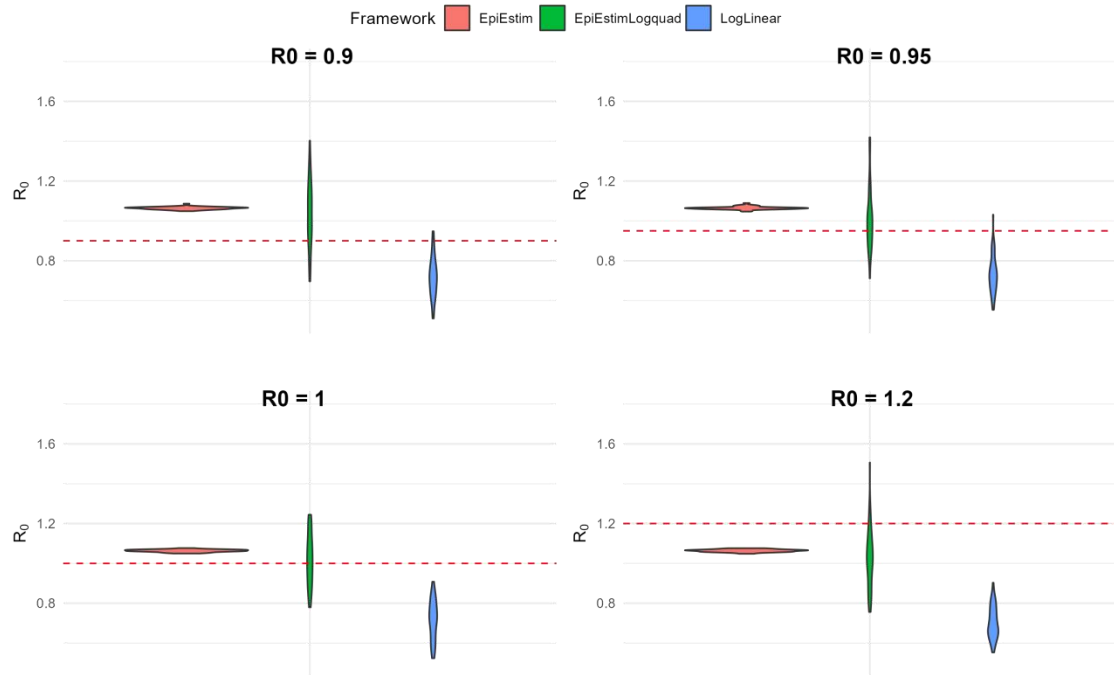 Framework EpiEstim EpiEstimLogquad LogLinear
R0 = 0.9
R0 = 0.95
1.6
1.2
0.8
R₀
1.6
1.2
0.8
R₀
R0 = 1
R0 = 1.2
1.6
1.2
0.8
R₀
1.6
1.2
0.8
R₀